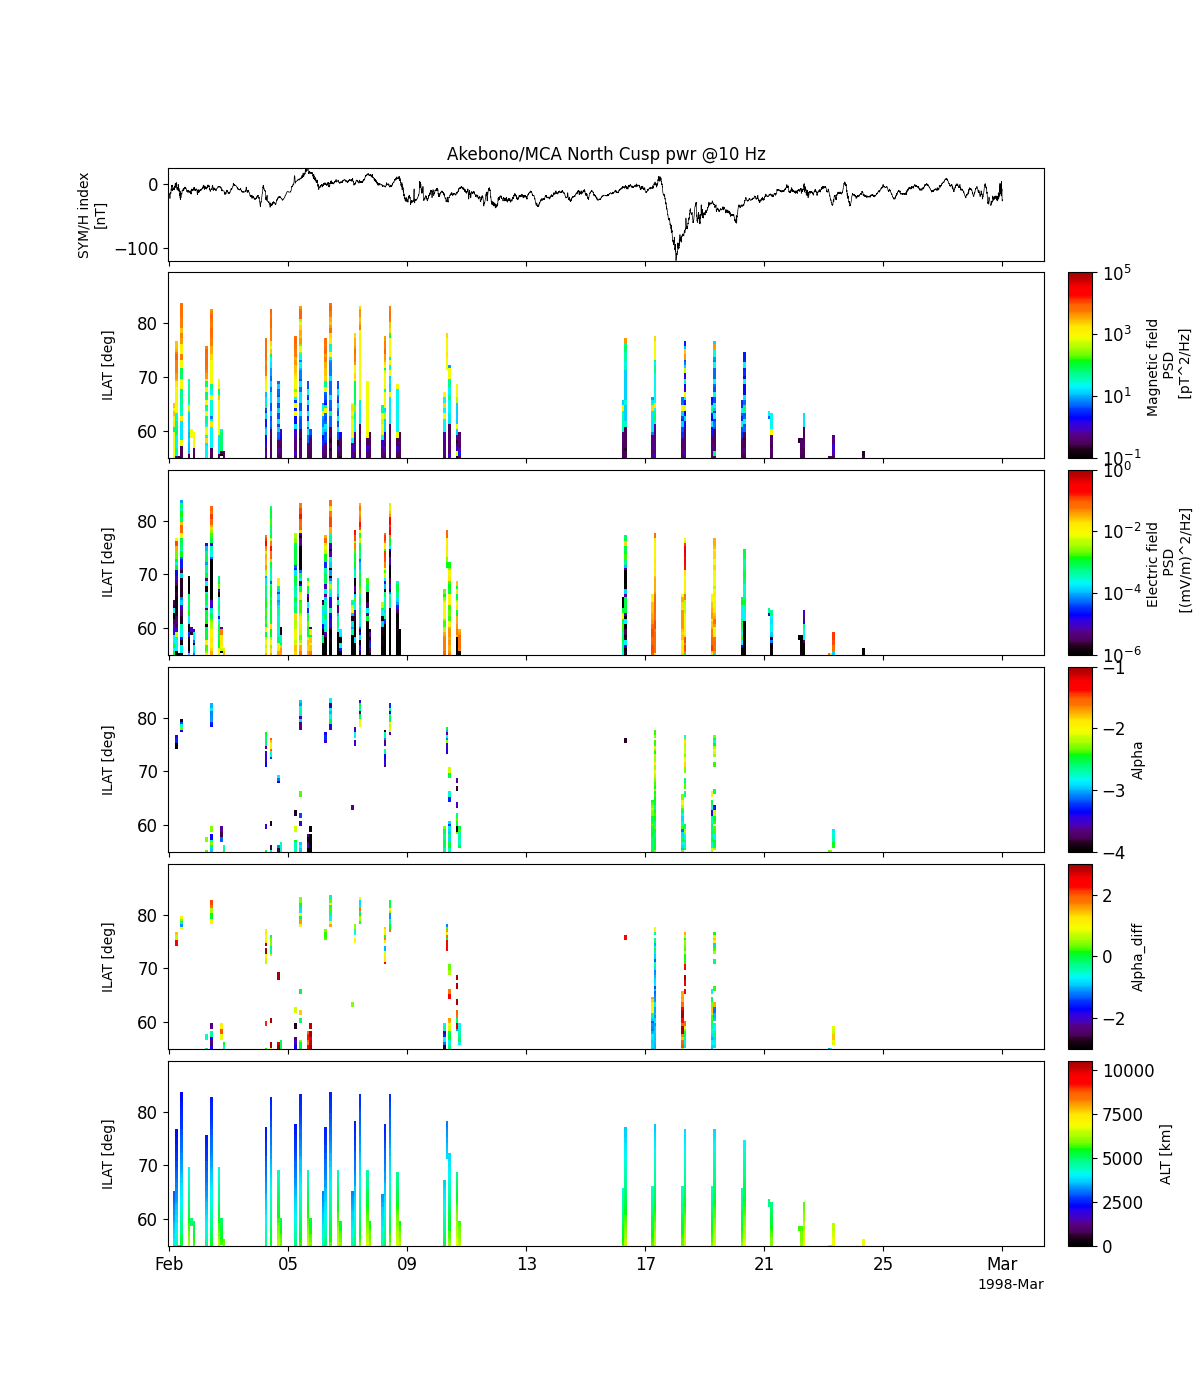 Akebono/MCA North Cusp pwr @10 Hz
SYM/H index
[nT]
0
−100
ILAT [deg]
80
70
60
10^5
10^3
10^1
10^−1
Magnetic field
PSD
[pT^2/Hz]
ILAT [deg]
80
70
60
10^0
10^−2
10^−4
10^−6
Electric field
PSD
[(mV/m)^2/Hz]
ILAT [deg]
80
70
60
−1
−2
−3
−4
Alpha
ILAT [deg]
80
70
60
2
0
−2
Alpha_diff
ILAT [deg]
80
70
60
10000
7500
5000
2500
0
ALT [km]
Feb 05 09 13 17 21 25 Mar
1998-Mar